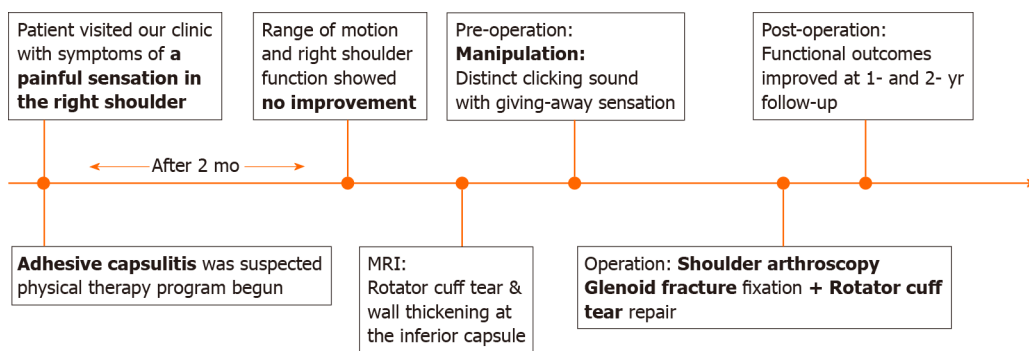 Patient visited our clinic
with symptoms of a
painful sensation in
the right shoulder
Range of motion
and right shoulder
function showed
no improvement
Pre-operation:
Manipulation:
Distinct clicking sound
with giving-away sensation
Post-operation:
Functional outcomes
improved at 1- and 2- yr
follow-up
After 2 mo
Adhesive capsulitis was suspected
physical therapy program begun
MRI:
Rotator cuff tear &
wall thickening at
the inferior capsule
Operation: Shoulder arthroscopy
Glenoid fracture fixation + Rotator cuff
tear repair